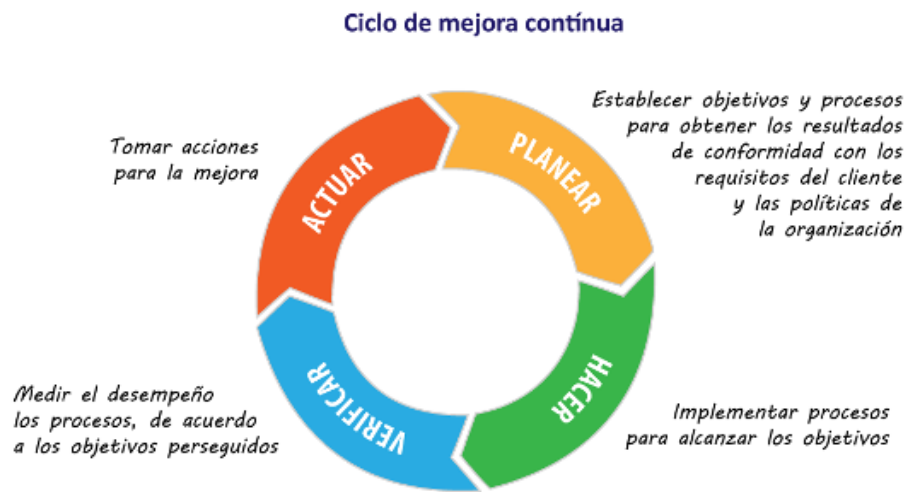 Ciclo de mejora contínua
PLANEAR
Establecer objetivos y procesos
para obtener los resultados
de conformidad con los
requisitos del cliente
y las políticas de
la organización
HACER
Implementar procesos
para alcanzar los objetivos
VERIFICAR
Medir el desempeño
los procesos, de acuerdo
a los objetivos perseguidos
ACTUAR
Tomar acciones
para la mejora